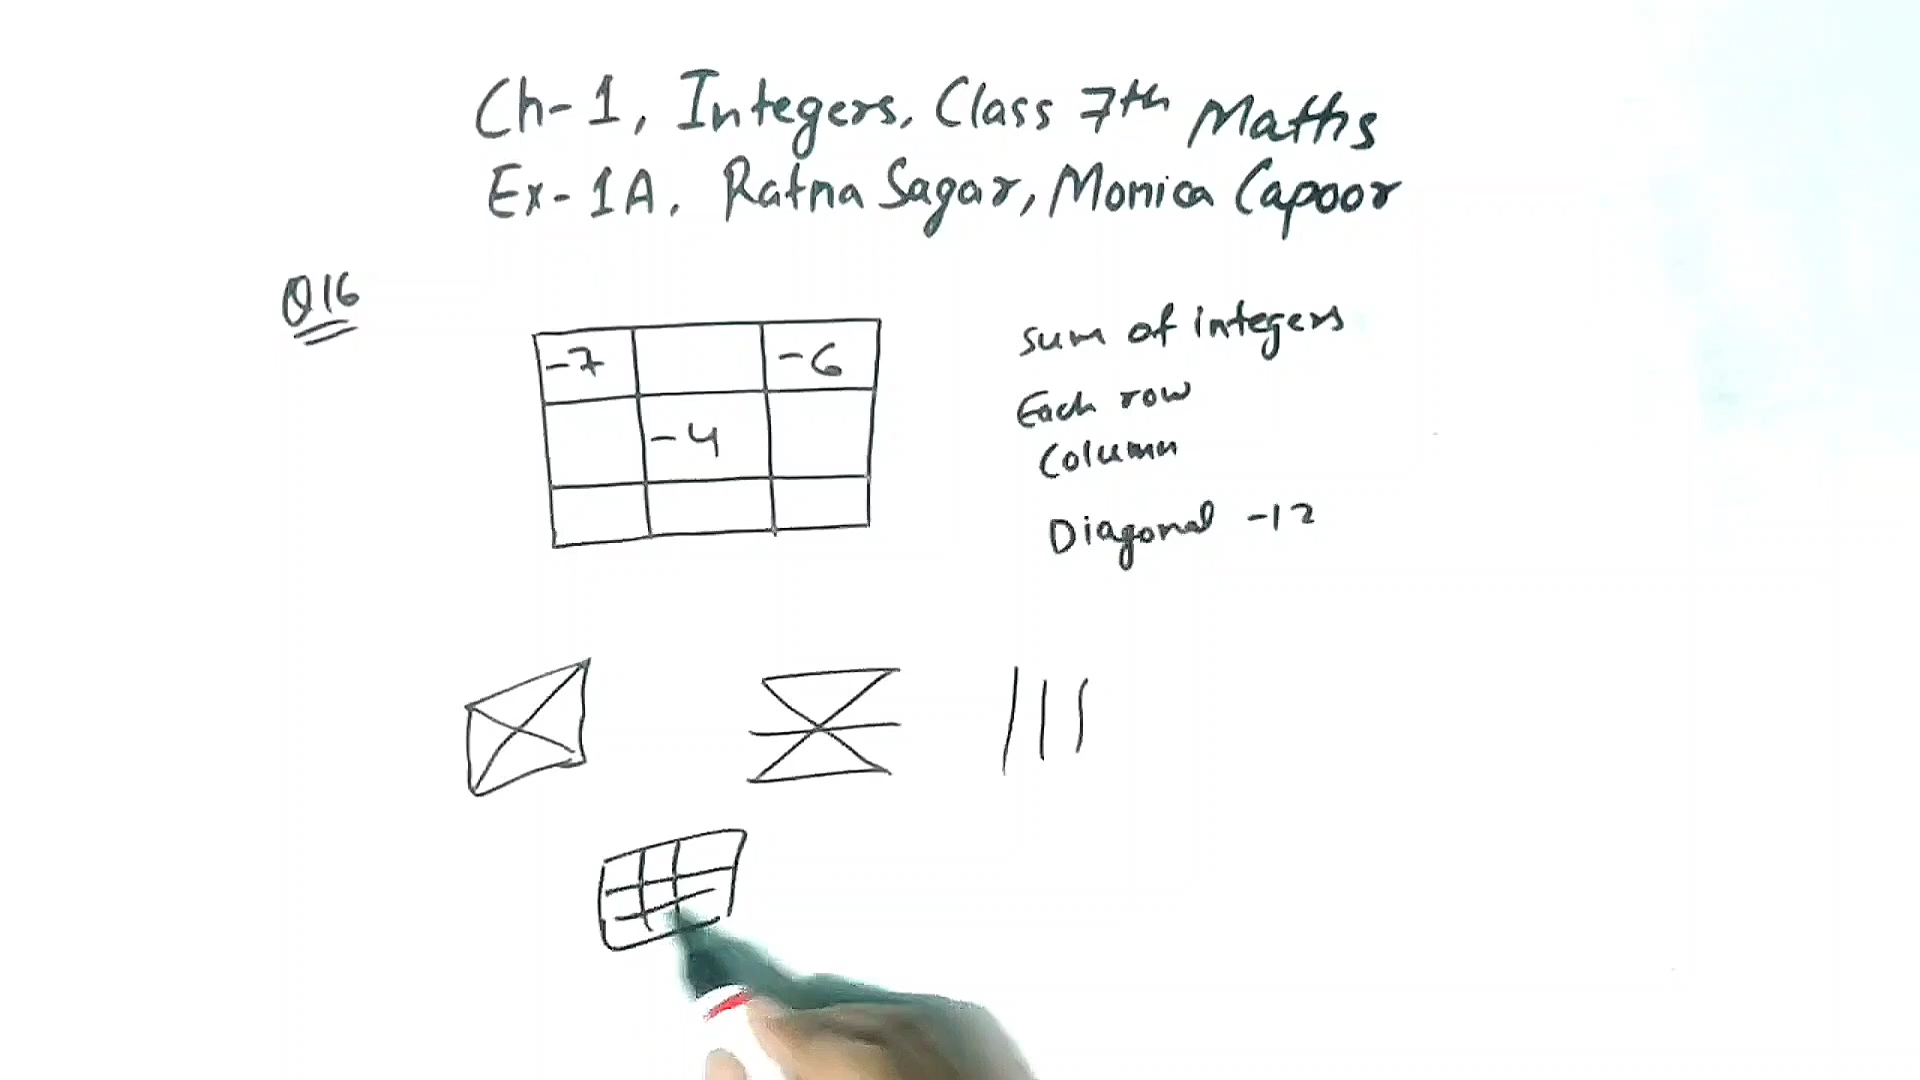 Ch-1, Integers, Class 7th Maths
Ex-1A, Ratna Sagar, Monica Capoor
Q16
-7 -6
-4
sum of integers
Each row
Column
Diagonal -12